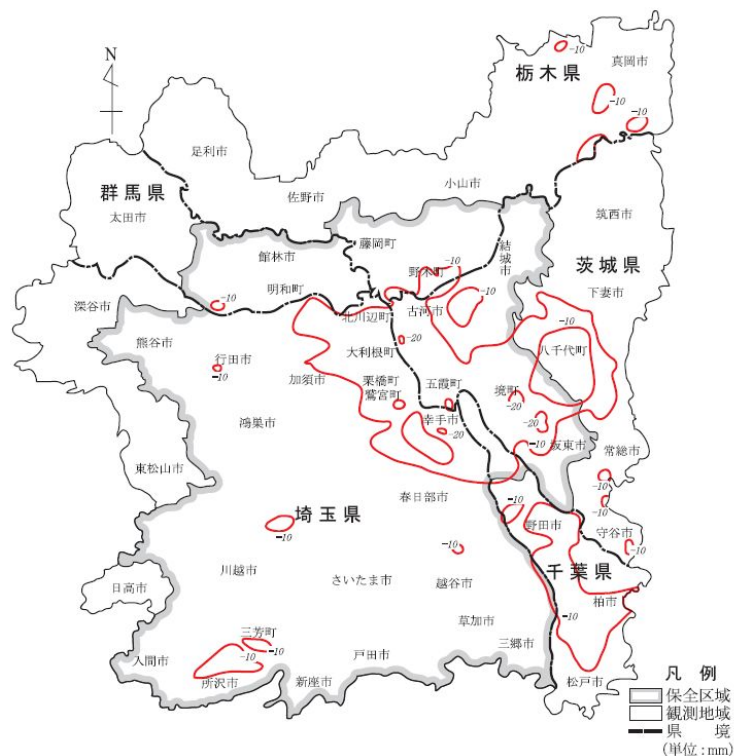 N
栃木県
-10
真岡市
-10
-10
足利市
群馬県
太田市
佐野市
小山市
筑西市
藤岡町
結城市
館林市
茨城県
野木町
-10
下妻市
明和町
-10
深谷市
-10
古河市
北川辺町
-10
熊谷市
大利根町
-20
八千代町
行田市
-10
加須市
栗橋町
鷲宮町
五霞町
境町
-20
幸手市
-20
-20
鴻巣市
-10
坂東市
常総市
東松山市
-10
春日部市
-10
-10
埼玉県
-10
野田市
守谷市
-10
-10
千葉県
川越市
さいたま市
越谷市
日高市
柏市
草加市
-10
三芳町
-10
-10
三郷市
入間市
戸田市
所沢市
新座市
松戸市
凡例
保全区域
観測地域
県境
(単位:mm)